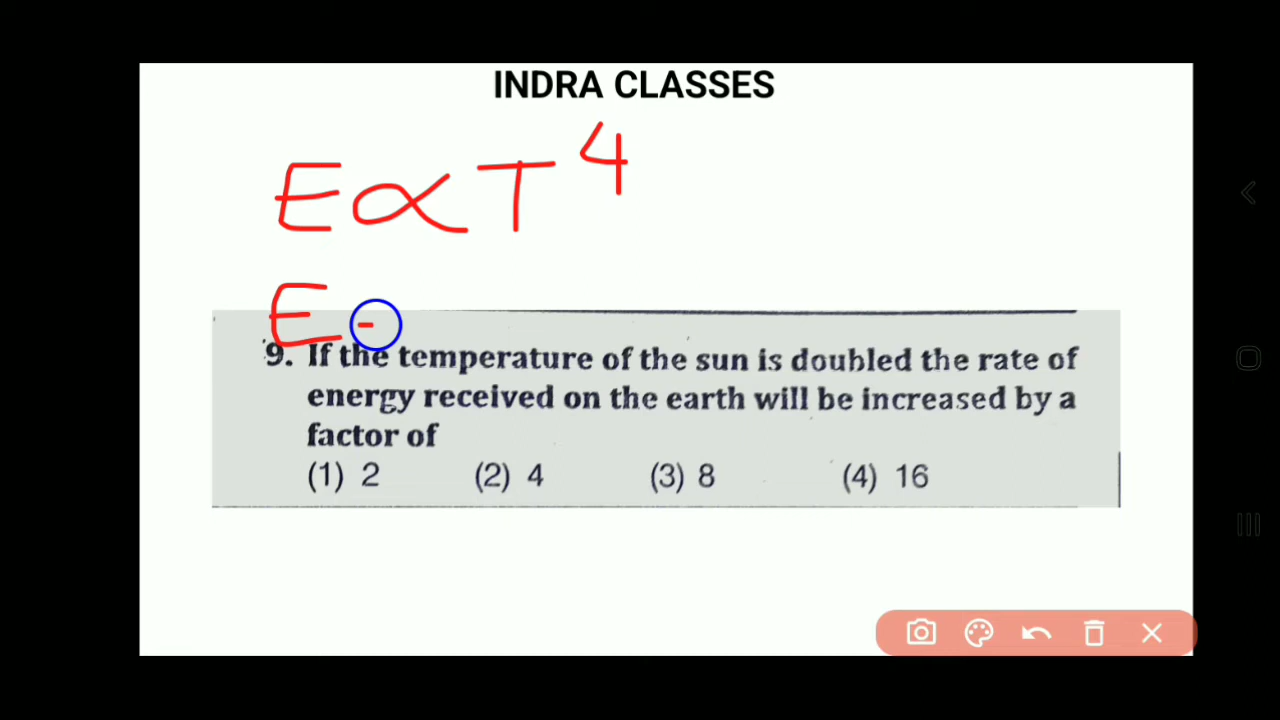 INDRA CLASSES
E∝T⁴
E -
9. If the temperature of the sun is doubled the rate of
energy received on the earth will be increased by a
factor of
(1) 2 (2) 4 (3) 8 (4) 16